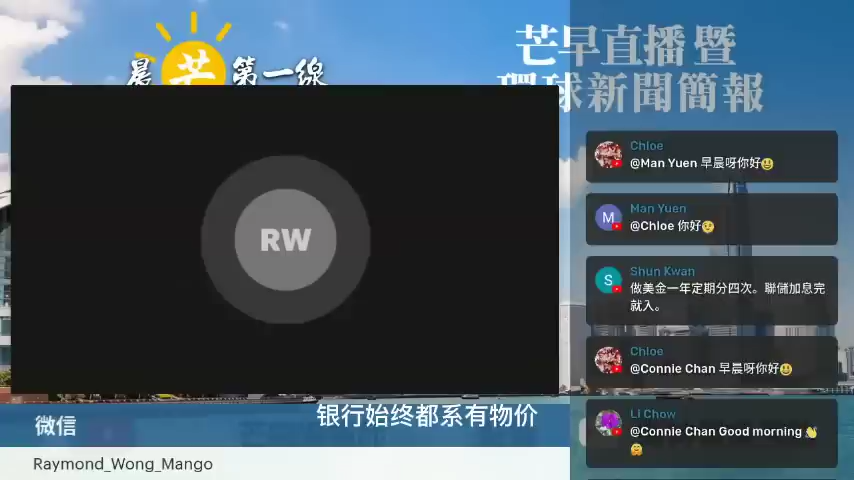 晨芒第一線
芒早直播暨
環球新聞簡報
RW
Chloe
@Man Yuen 早晨呀你好😃
Man Yuen
@Chloe 你好🤨
Shun Kwan
做美金一年定期分四次。聯儲加息完
就入。
Chloe
@Connie Chan 早晨呀你好😃
Li Chow
@Connie Chan Good morning 👋
🤗
银行始终都系有物价
微信
Raymond_Wong_Mango